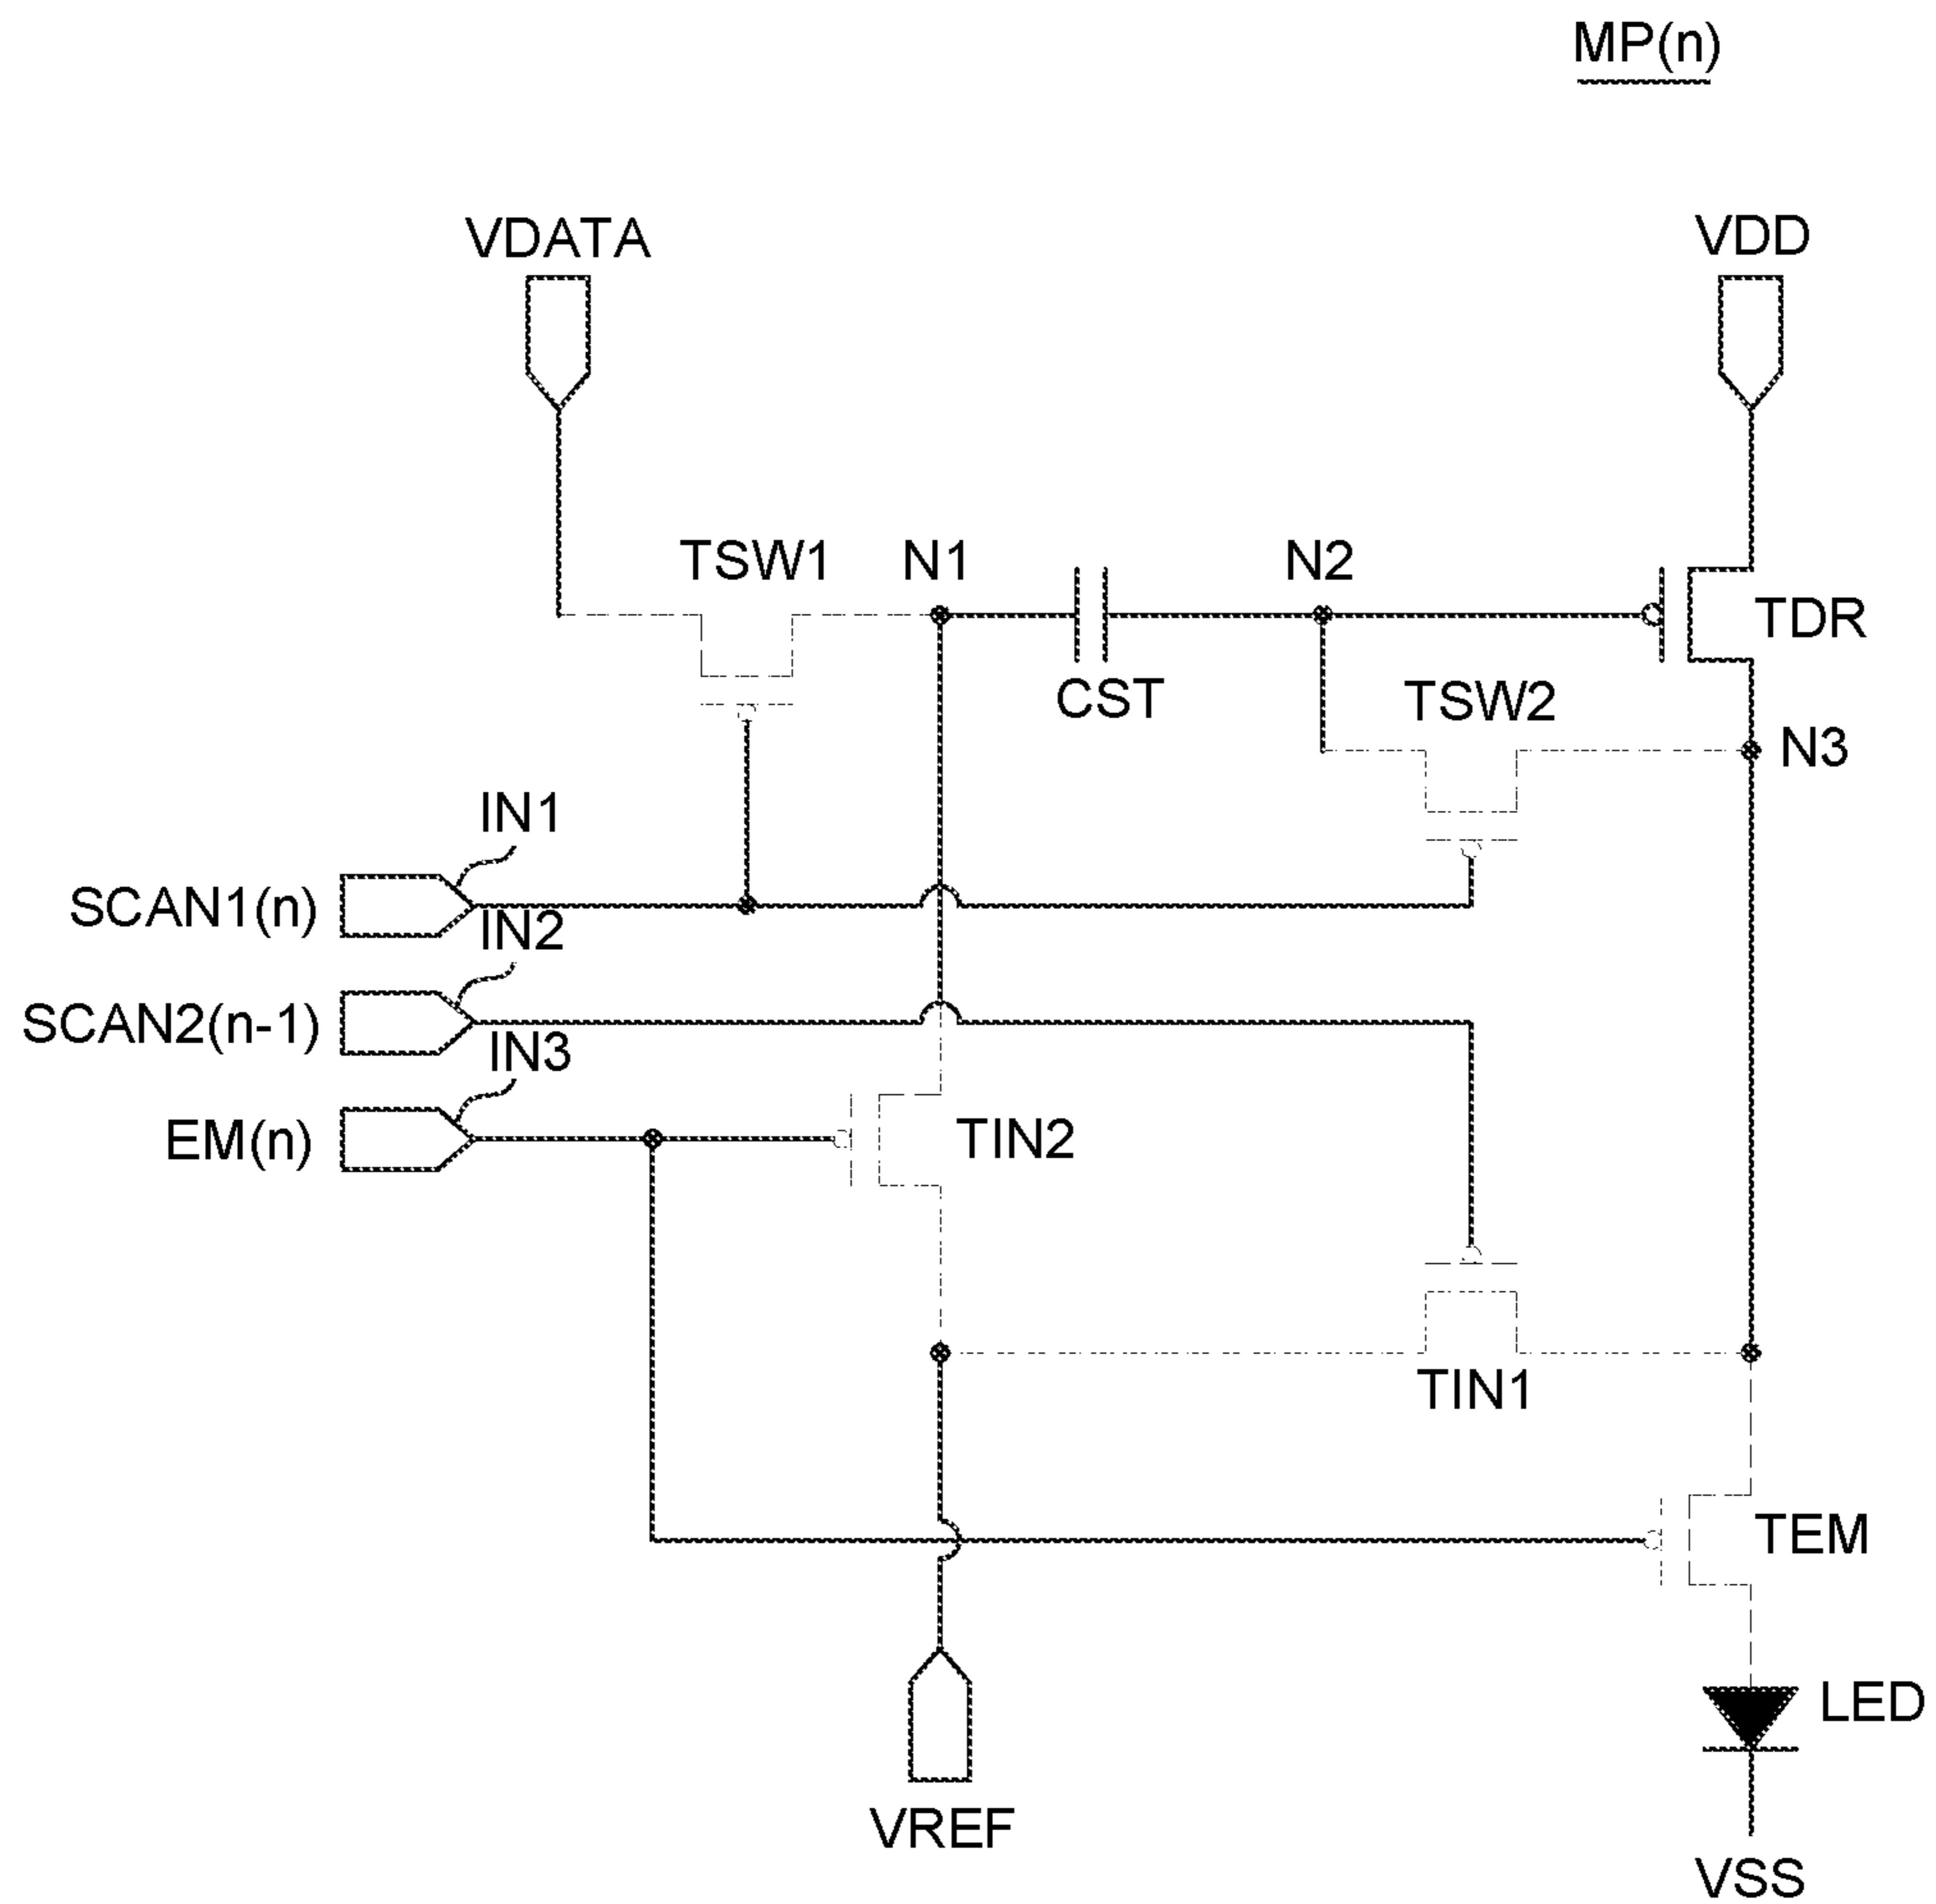 MP(n)
VDATA
VDD
TSW1
N1
N2
TDR
CST
TSW2
N3
IN1
SCAN1(n)
IN2
SCAN2(n-1)
IN3
EM(n)
TIN2
TIN1
TEM
LED
VREF
VSS